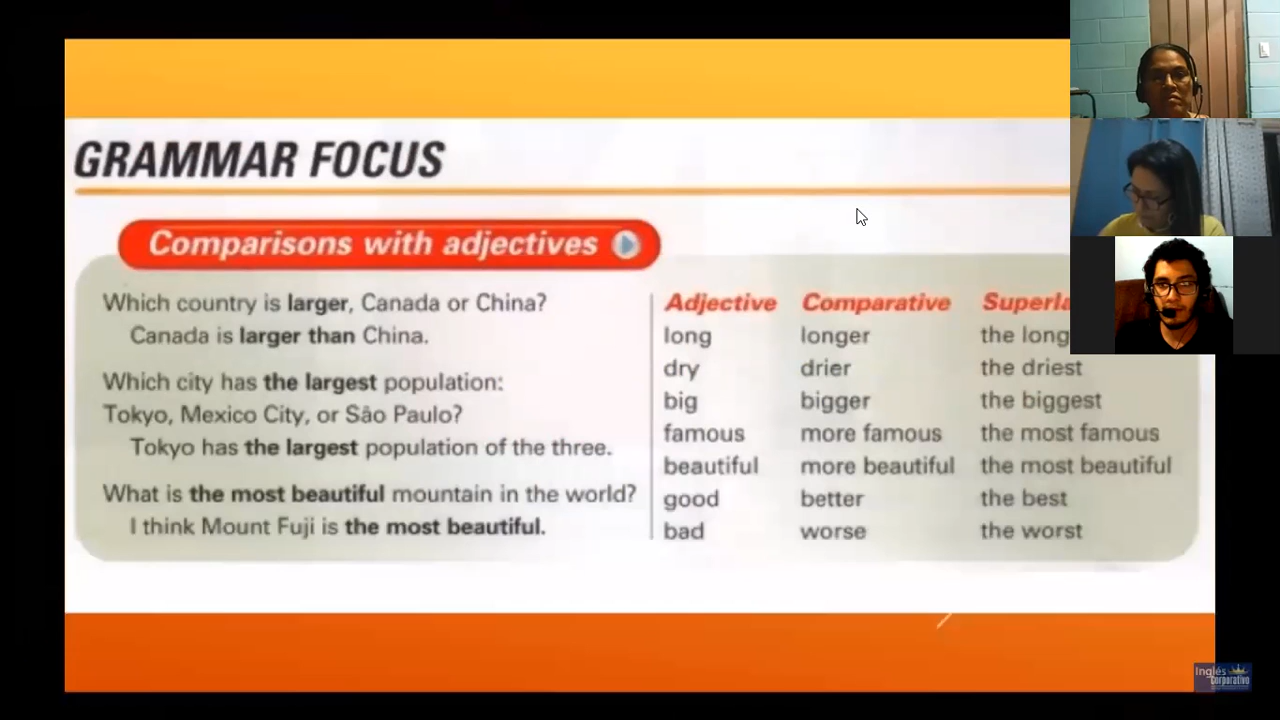 GRAMMAR FOCUS
Comparisons with adjectives
Which country is larger, Canada or China?
Canada is larger than China.
Which city has the largest population:
Tokyo, Mexico City, or São Paulo?
Tokyo has the largest population of the three.
What is the most beautiful mountain in the world?
I think Mount Fuji is the most beautiful.
Adjective Comparative
long longer the long
dry drier the driest
big bigger the biggest
famous more famous the most famous
beautiful more beautiful the most beautiful
good better the best
bad worse the worst
Inglés
corporativo